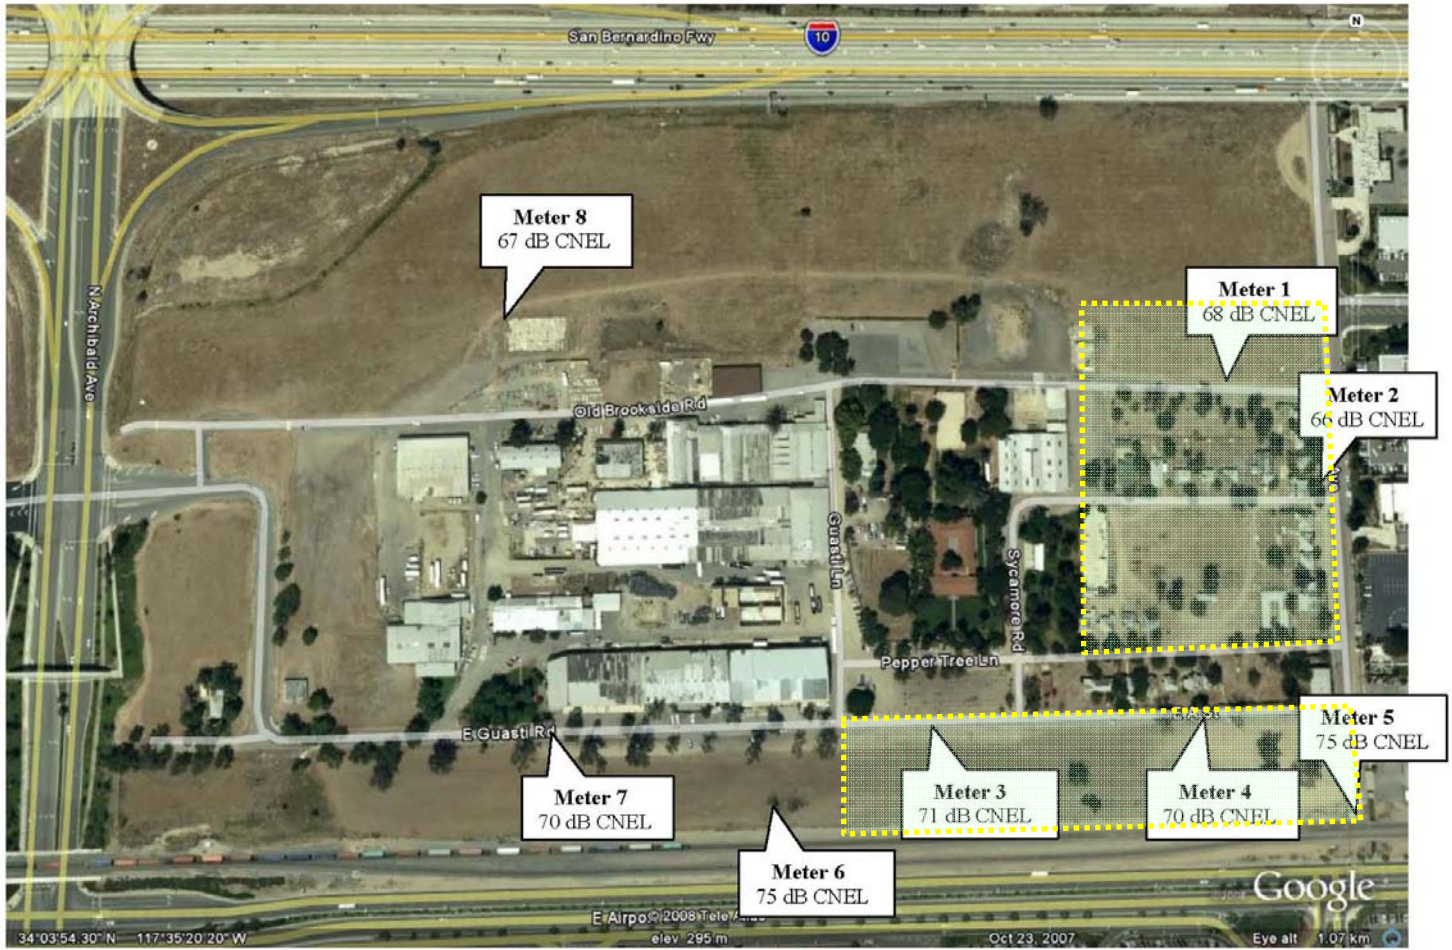 San Bernardino Fwy
10
N
N Archibald Ave
Meter 8
67 dB CNEL
Meter 1
68 dB CNEL
Meter 2
66 dB CNEL
Old Brookside Rd
Guasti Ln
Sycamore Rd
Pepper Tree Ln
E Guasti Rd
Meter 3
71 dB CNEL
Meter 4
70 dB CNEL
Meter 5
75 dB CNEL
Meter 7
70 dB CNEL
Meter 6
75 dB CNEL
Google
E Airpo
© 2008 Tele Atlas
34°03'54.30" N 117°35'20.20" W
elev 295 m
Oct 23, 2007
Eye alt 1.07 km